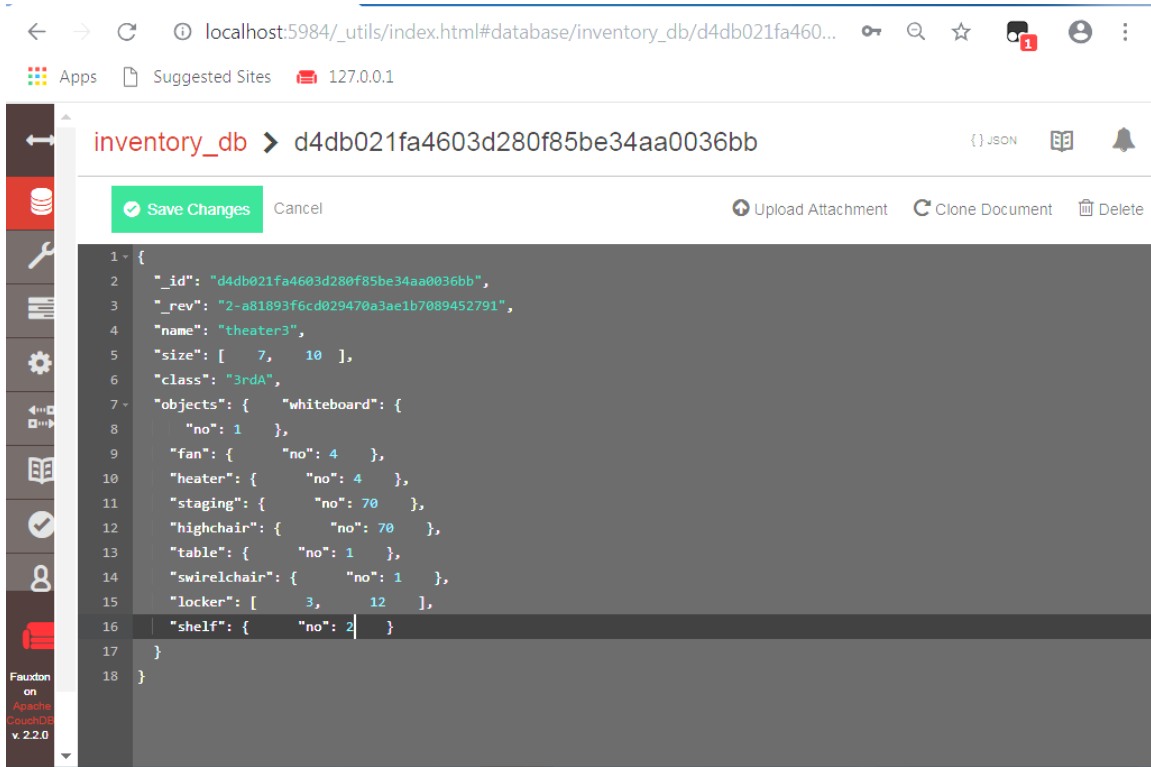 localhost:5984/_utils/index.html#database/inventory_db/d4db021fa460...
1
Apps Suggested Sites 127.0.0.1
inventory_db > d4db021fa4603d280f85be34aa0036bb
{ } JSON
Save Changes Cancel Upload Attachment Clone Document Delete
1 {
2 "_id": "d4db021fa4603d280f85be34aa0036bb",
3 "_rev": "2-a81893f6cd029470a3ae1b7089452791",
4 "name": "theater3",
5 "size": [ 7, 10 ],
6 "class": "3rdA",
7 "objects": { "whiteboard": {
8 "no": 1 },
9 "fan": { "no": 4 },
10 "heater": { "no": 4 },
11 "staging": { "no": 70 },
12 "highchair": { "no": 70 },
13 "table": { "no": 1 },
14 "swirelchair": { "no": 1 },
15 "locker": [ 3, 12 ],
16 "shelf": { "no": 2 }
17 }
18 }
Fauxton
on
Apache
CouchDB
v. 2.2.0